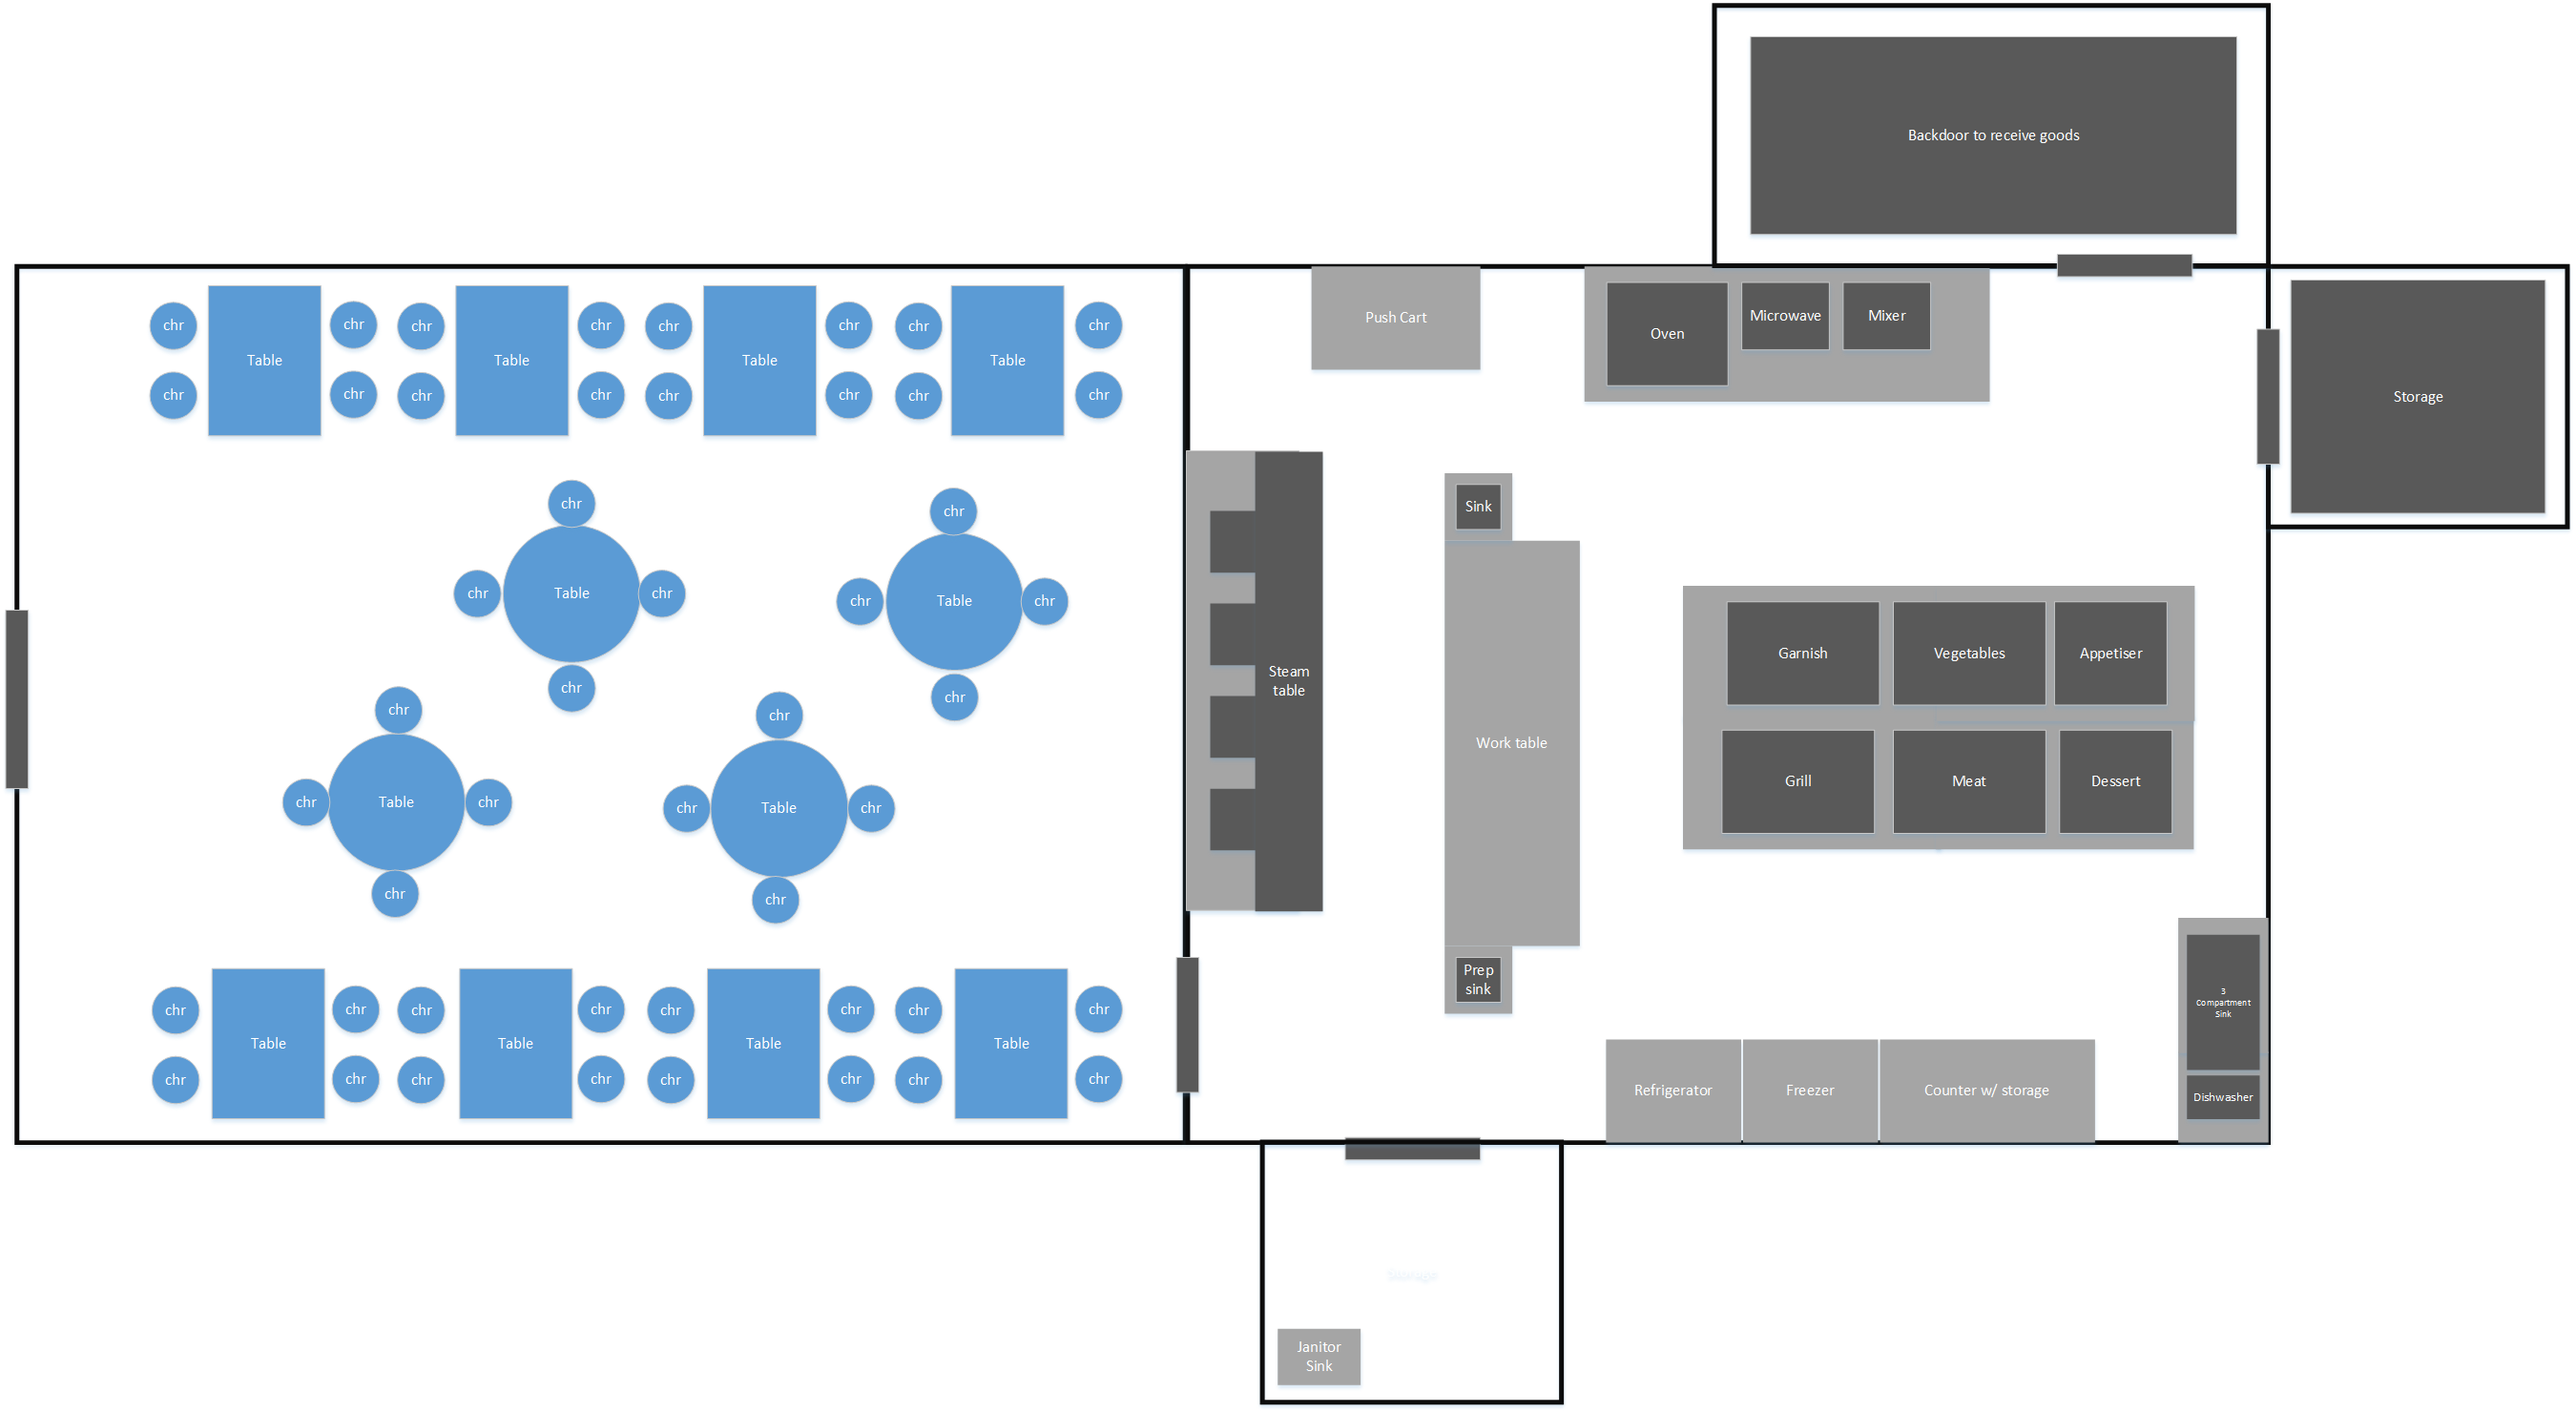 Backdoor to receive goods
Push Cart
Oven
Microwave
Mixer
Storage
chr
Table
chr
chr
Table
chr
chr
Table
chr
chr
Table
chr
chr
chr
chr
chr
chr
chr
chr
chr
chr
chr
Sink
chr
Table
chr
chr
Table
chr
chr
chr
Steam
table
Garnish
Vegetables
Appetiser
Work table
chr
chr
chr
Table
chr
chr
Table
chr
chr
chr
Grill
Meat
Dessert
Prep
sink
3
Compartment
Sink
chr
Table
chr
chr
Table
chr
chr
Table
chr
chr
Table
chr
chr
chr
chr
chr
chr
chr
chr
chr
Refrigerator
Freezer
Counter w/ storage
Dishwasher
Storage
Janitor
Sink